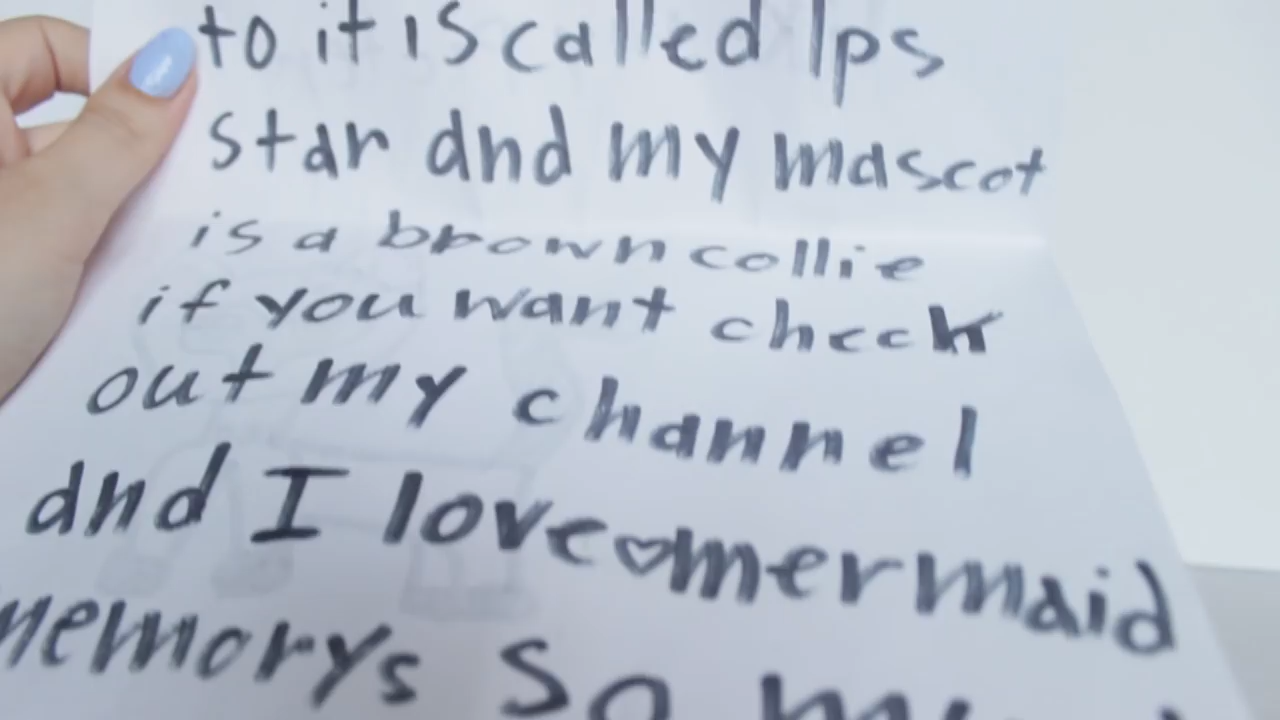 to it is called lps
star and my mascot
is a brown collie
if you want check
out my channel
and I love♡mermaid
memorys so